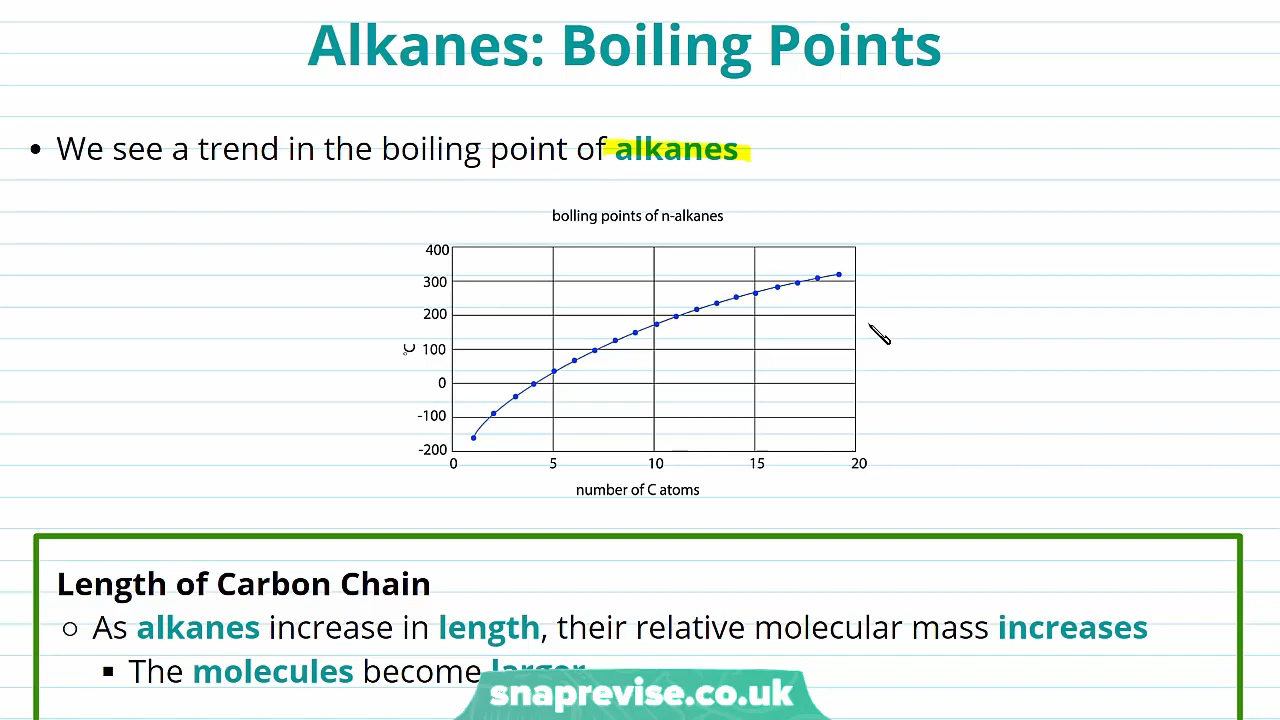 Alkanes: Boiling Points
• We see a trend in the boiling point of alkanes
bolling points of n-alkanes
400
300
200
°C 100
0
-100
-200
0 5 10 15 20
number of C atoms
Length of Carbon Chain
○ As alkanes increase in length, their relative molecular mass increases
▪ The molecules become larger
snaprevise.co.uk